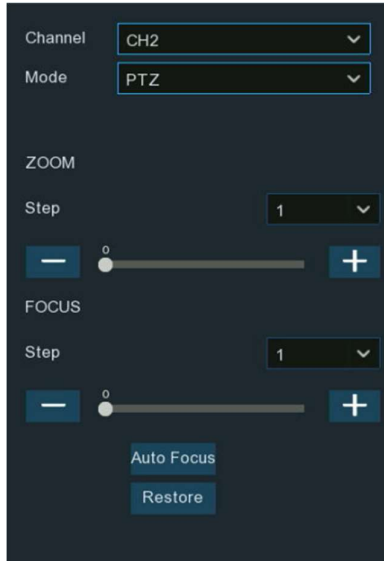 Channel CH2
Mode PTZ
ZOOM
Step 1
0
FOCUS
Step 1
0
Auto Focus
Restore